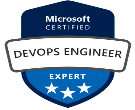 Microsoft
CERTIFIED
DEVOPS ENGINEER
EXPERT